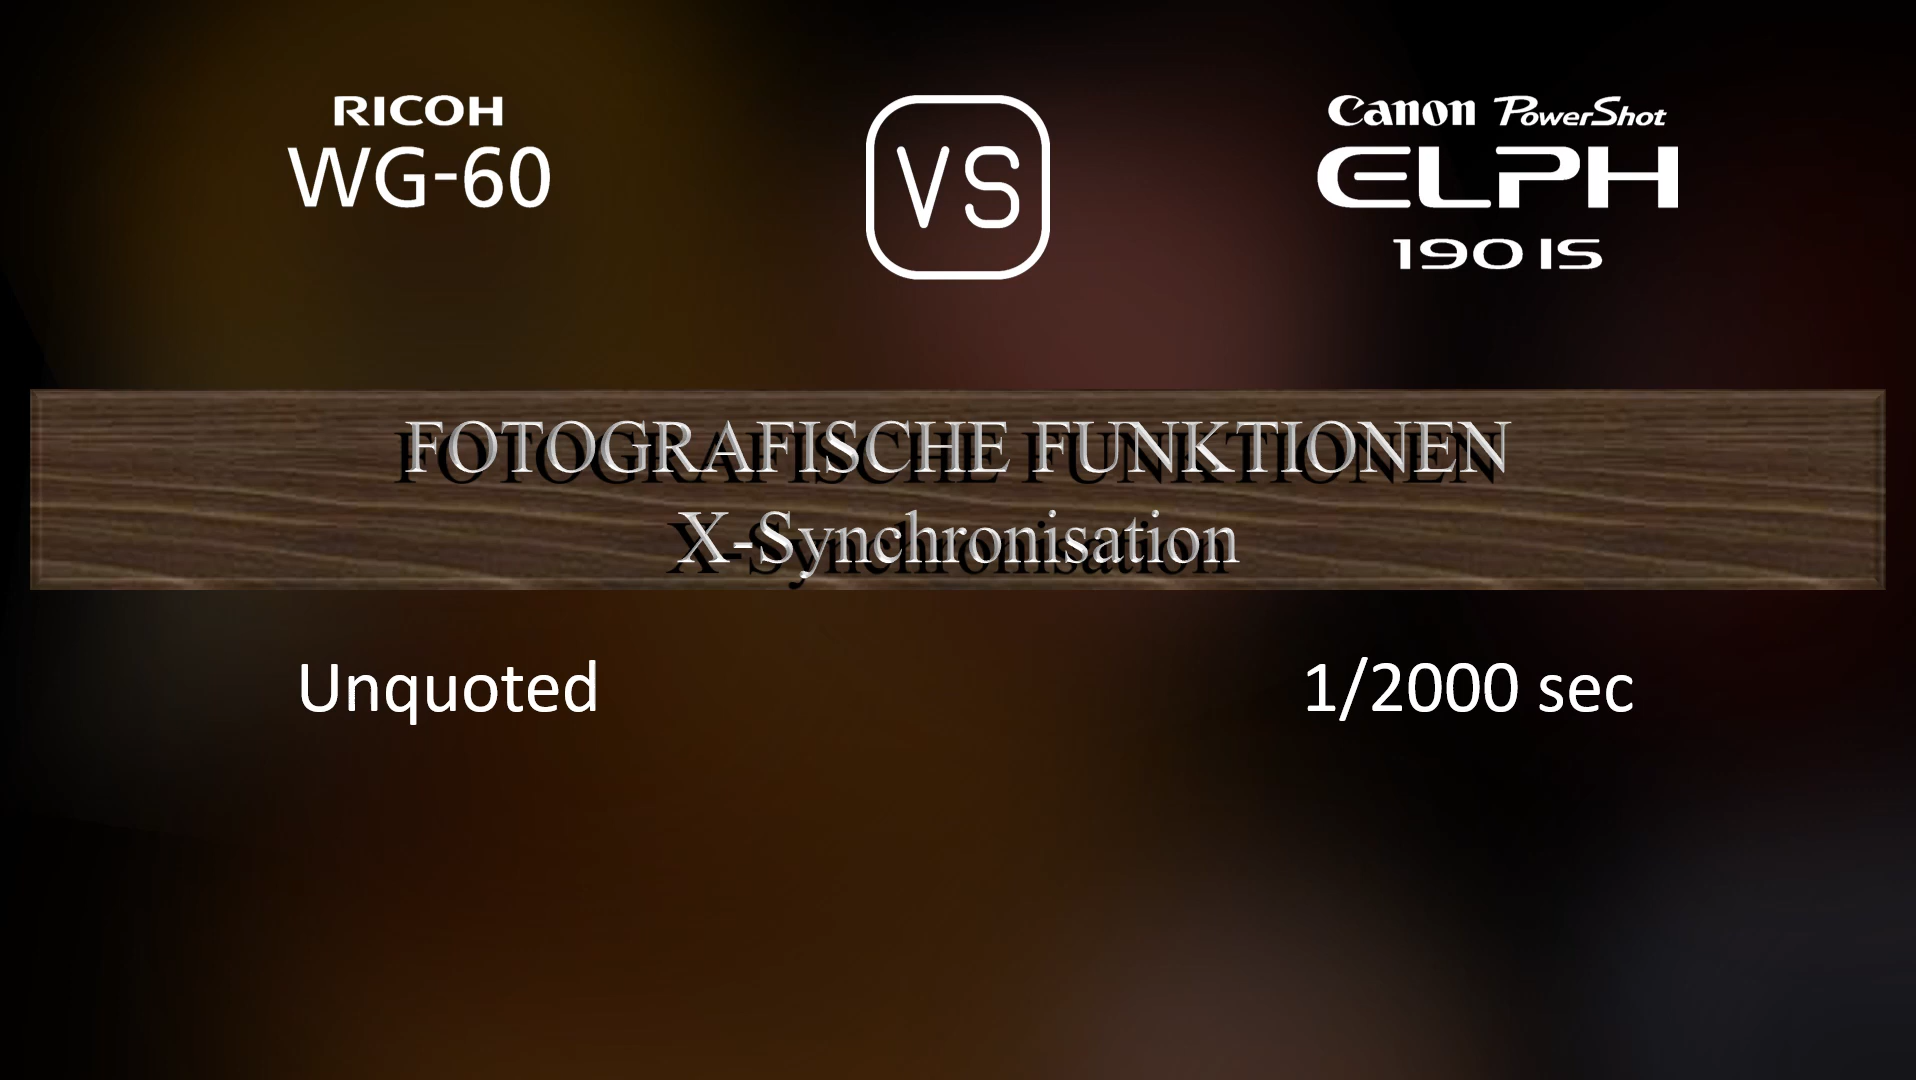 RICOH
WG-60
VS
Canon PowerShot
ELPH
190 IS
FOTOGRAFISCHE FUNKTIONEN
X-Synchronisation
Unquoted
1/2000 sec